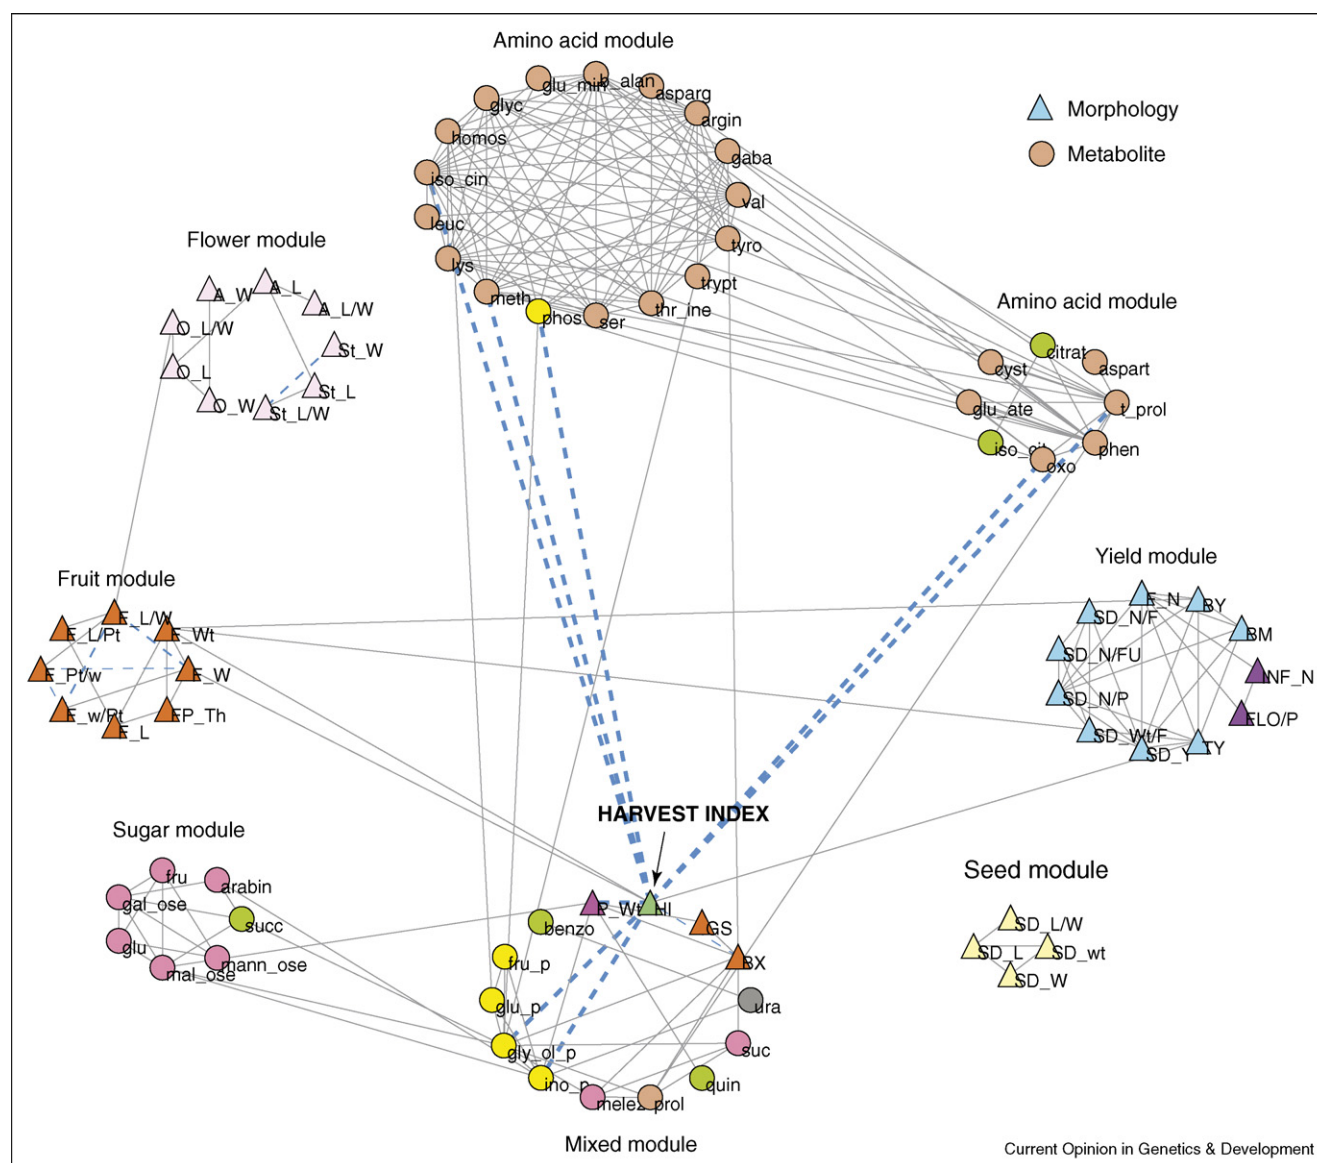 Amino acid module
glu_min
b_alan
asparg
glyc
argin
homos
gaba
iso_cin
val
leuc
tyro
lys
trypt
meth
phos
ser
thr_ine
Morphology
Metabolite
Flower module
A_W
A_L
A_L/W
O_L/W
St_W
O_L
St_L
O_W
St_L/W
Amino acid module
citrat
cyst
aspart
glu_ate
t_prol
iso_cit
oxo
phen
Fruit module
F_L/W
F_L/Pt
F_Wt
F_Pt/w
F_W
F_w/Pt
F_L
FP_Th
Yield module
F_N
BY
SD_N/F
BM
SD_N/FU
INF_N
SD_N/P
FLO/P
SD_Wt/F
SD_Y
TY
HARVEST INDEX
Sugar module
fru
arabin
gal_ose
succ
glu
mann_ose
mal_ose
Seed module
SD_L/W
SD_L
SD_wt
SD_W
P_Wt
HI
benzo
GS
fru_p
BX
glu_p
ura
gly_ol_p
suc
ino_p
quin
melez
prol
Mixed module
Current Opinion in Genetics & Development